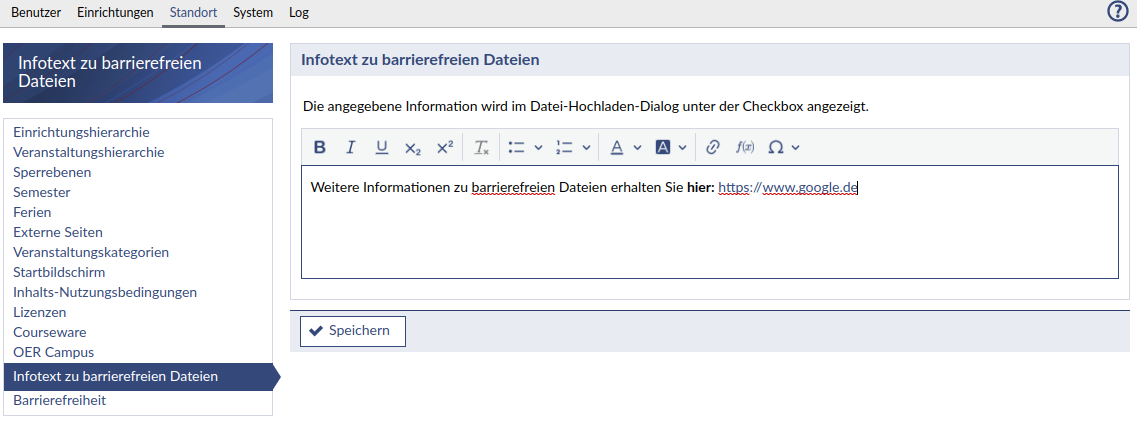 Benutzer Einrichtungen Standort System Log ?
Infotext zu barrierefreien
Dateien
Einrichtungshierarchie
Veranstaltungshierarchie
Sperrebenen
Semester
Ferien
Externe Seiten
Veranstaltungskategorien
Startbildschirm
Inhalts-Nutzungsbedingungen
Lizenzen
Courseware
OER Campus
Infotext zu barrierefreien Dateien
Barrierefreiheit
Infotext zu barrierefreien Dateien
Die angegebene Information wird im Datei-Hochladen-Dialog unter der Checkbox angezeigt.
B I U X₂ X² Tx A A f(x) Ω
Weitere Informationen zu barrierefreien Dateien erhalten Sie hier: https://www.google.de
Speichern